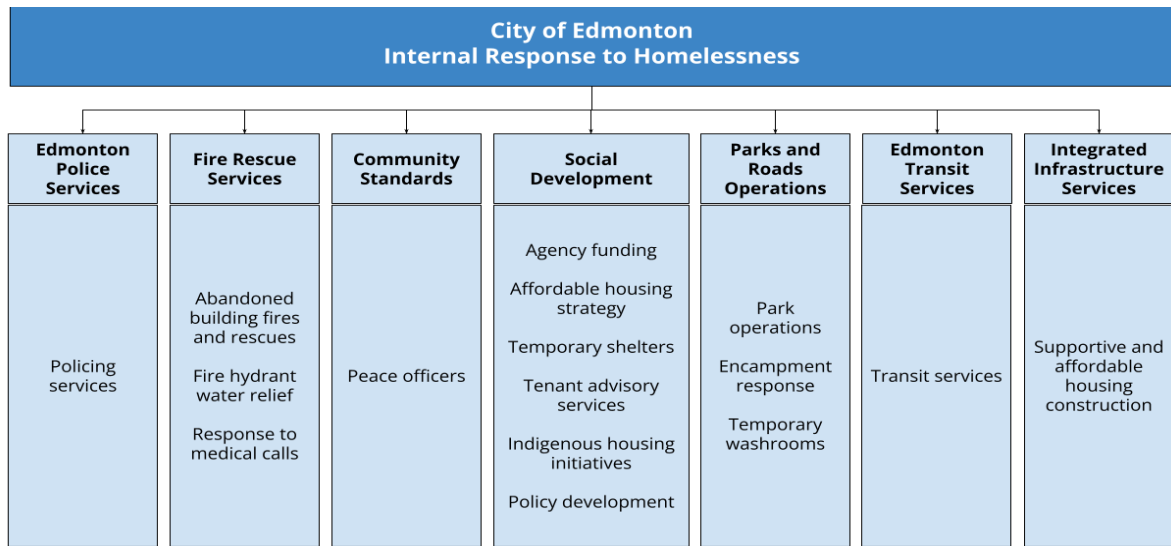 City of Edmonton
Internal Response to Homelessness
Edmonton
Police
Services
Policing
services
Fire Rescue
Services
Abandoned
building fires
and rescues
Fire hydrant
water relief
Response to
medical calls
Community
Standards
Peace officers
Social
Development
Agency funding
Affordable housing
strategy
Temporary shelters
Tenant advisory
services
Indigenous housing
initiatives
Policy development
Parks and
Roads
Operations
Park
operations
Encampment
response
Temporary
washrooms
Edmonton
Transit
Services
Transit services
Integrated
Infrastructure
Services
Supportive and
affordable
housing
construction